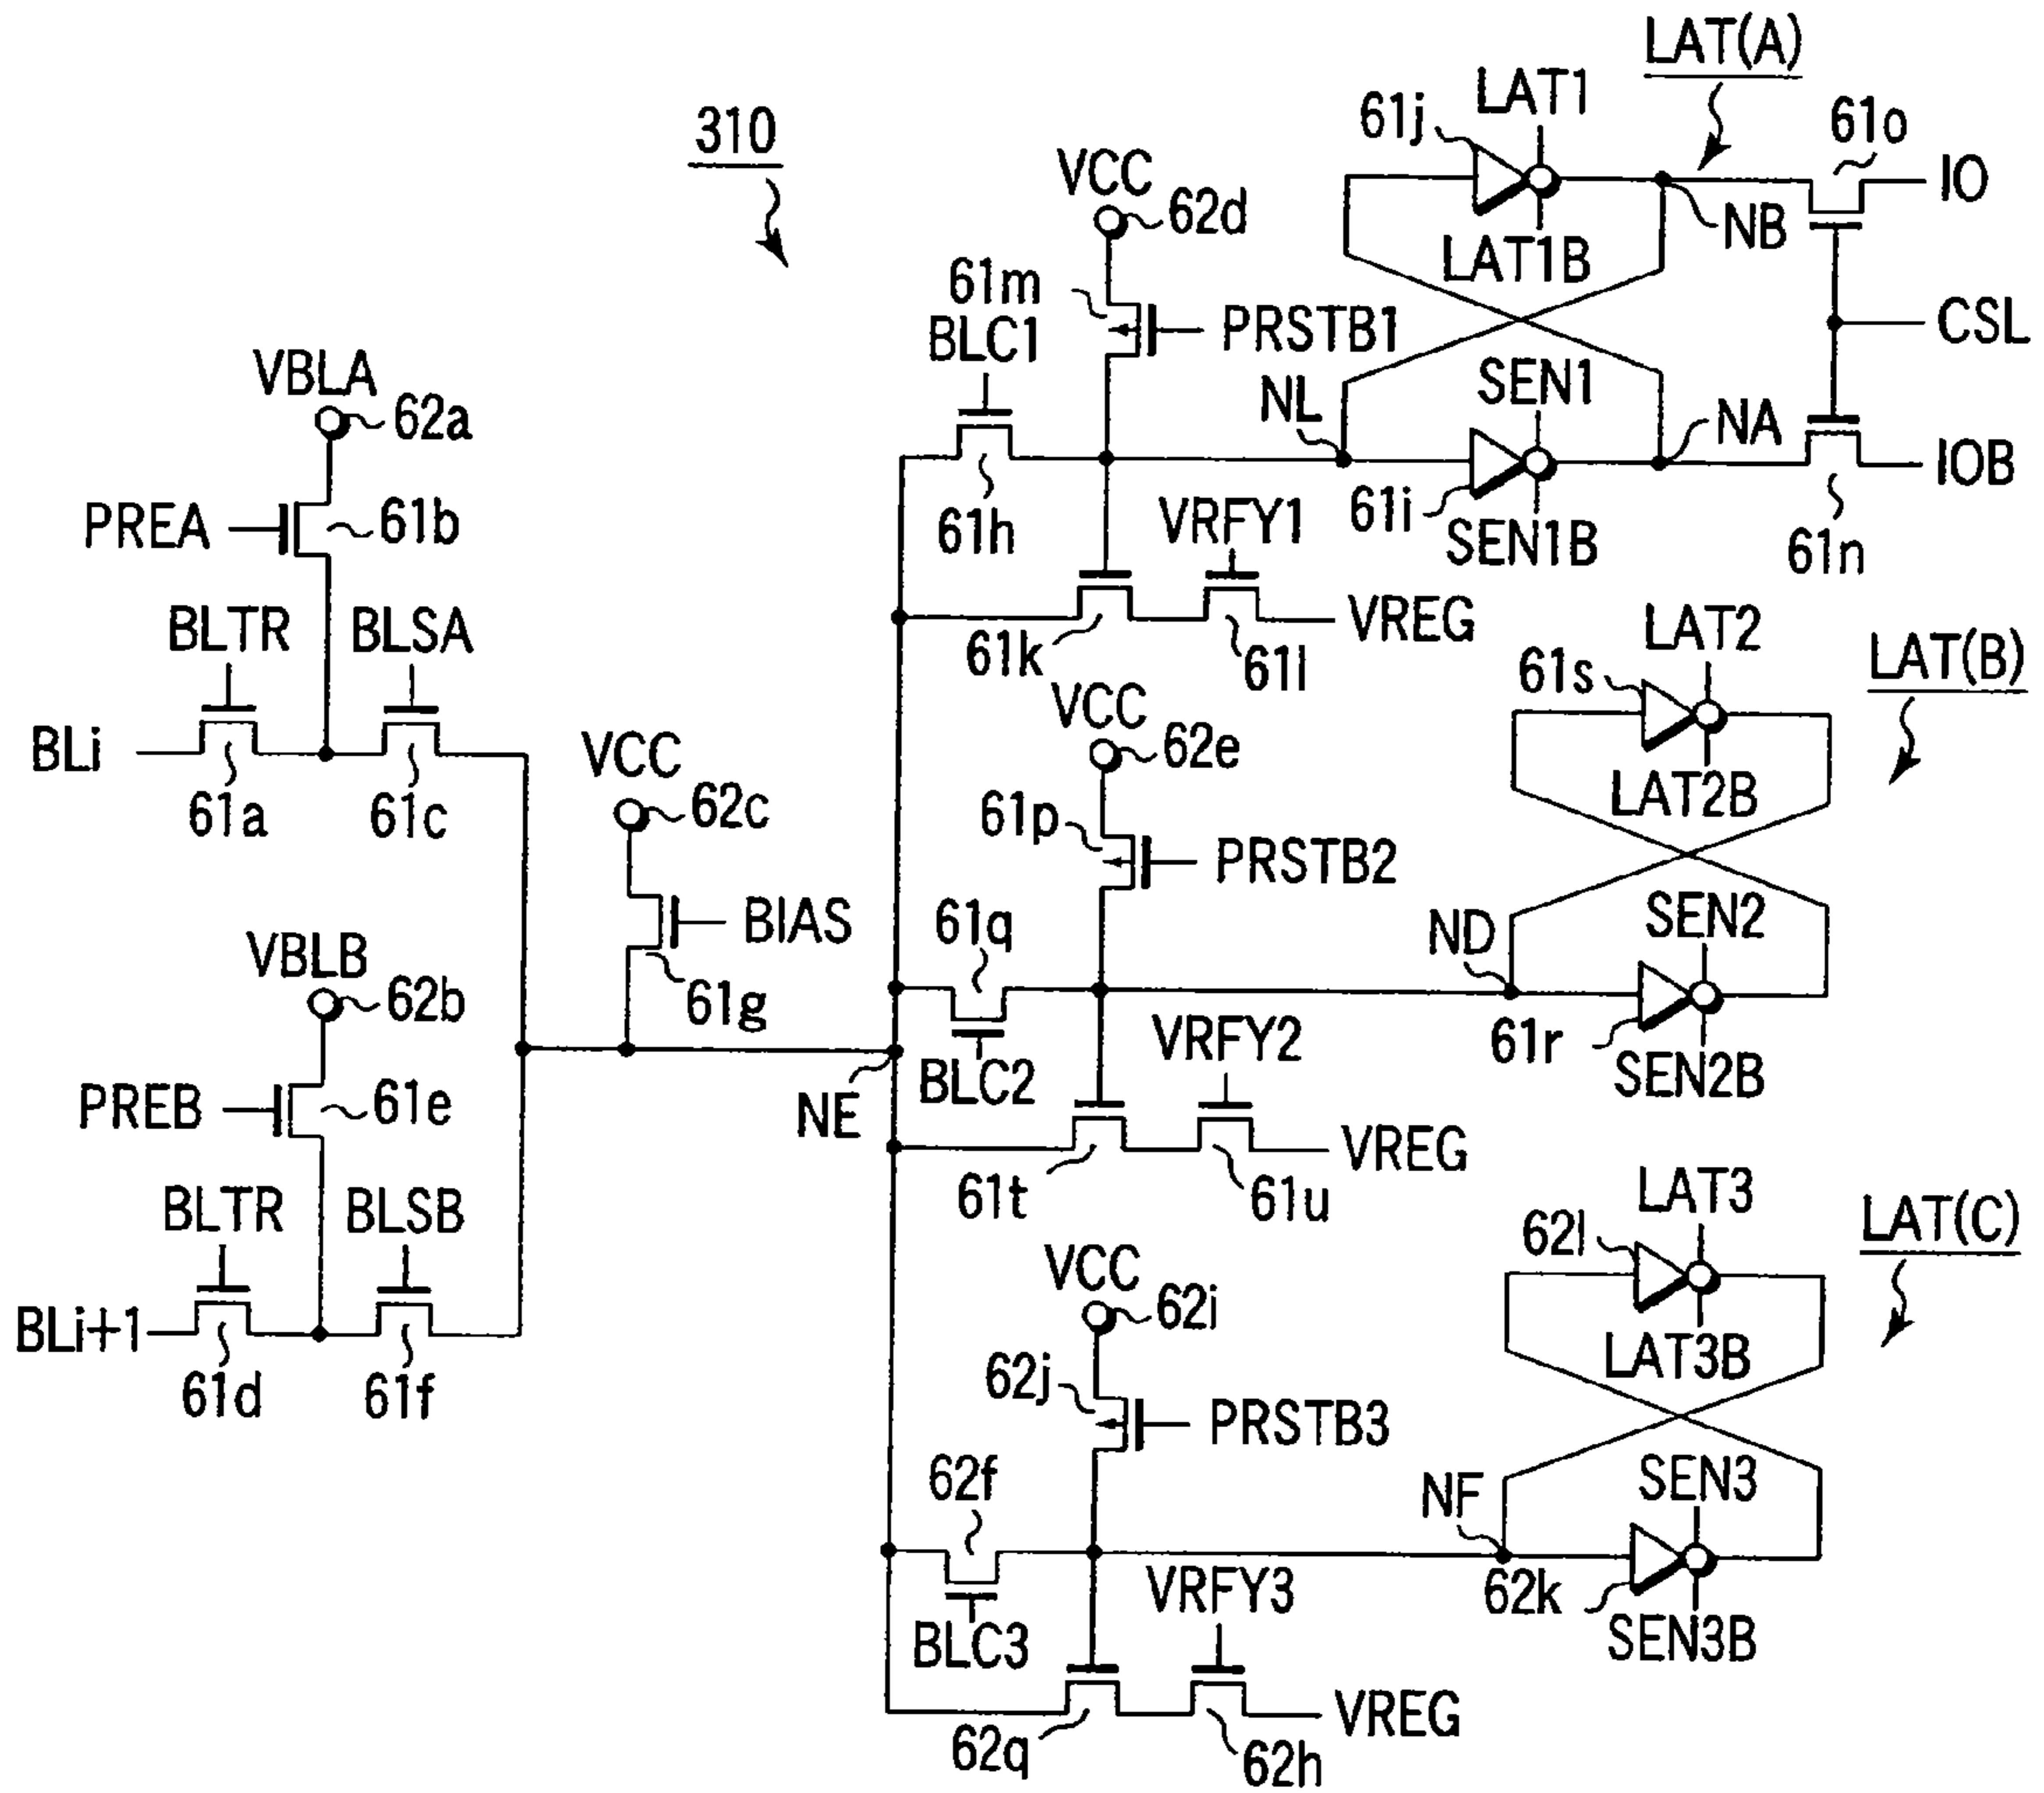 310
LAT(A)
LAT1
61j
61o
VCC
62d
IO
NB
LAT1B
61m
BLC1
PRSTB1
CSL
VBLA
62a
NL
SEN1
NA
PREA
61b
61h
61i
IOB
VRFY1
SEN1B
61n
BLTR
BLSA
61k
61l
VREG
LAT2
LAT(B)
61s
VCC
62e
BLi
61a
61c
VCC
62c
LAT2B
61p
PRSTB2
BIAS
61q
ND
SEN2
VBLB
62b
61g
VRFY2
61r
SEN2B
PREB
61e
NE
BLC2
VREG
BLTR
BLSB
61t
61u
LAT3
LAT(C)
62l
VCC
62i
BLi+1
61d
61f
62j
LAT3B
PRSTB3
62f
NF
SEN3
VRFY3
62k
BLC3
SEN3B
VREG
62q
62h